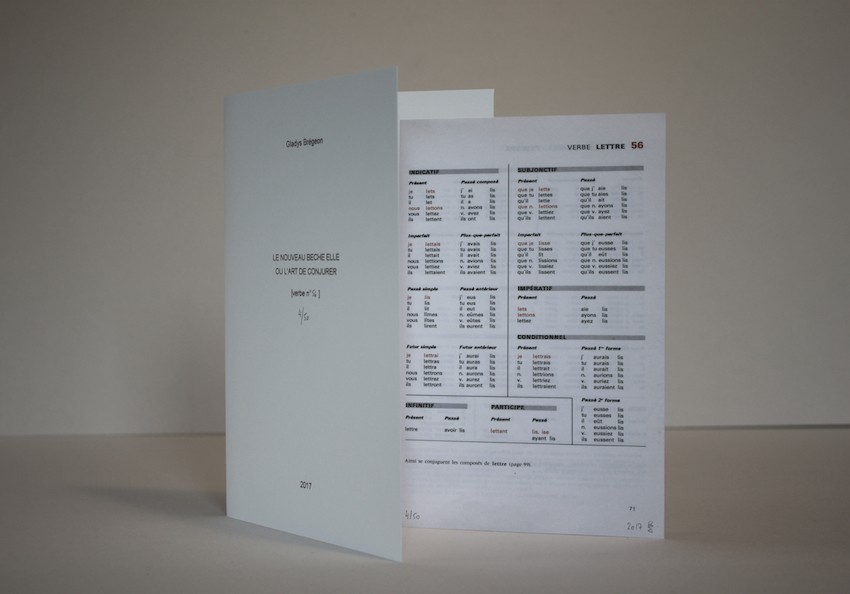 Gladys Brégeon
LE NOUVEAU BECHE ELLE
OU L'ART DE CONJURER
[verbe n°56]
4/50
2017
VERBE LETTRE 56
INDICATIF
Présent Passé composé
je lets j' ai lis
tu lets tu as lis
il let il a lis
nous lettons n. avons lis
vous lettez v. avez lis
ils lettent ils ont lis
Imparfait Plus-que-parfait
je lettais j' avais lis
tu lettais tu avais lis
il lettait il avait lis
nous lettions n. avions lis
vous lettiez v. aviez lis
ils lettaient ils avaient lis
Passé simple Passé antérieur
je lis j' eus lis
tu lis tu eus lis
il lit il eut lis
nous lîmes n. eûmes lis
vous lîtes v. eûtes lis
ils lirent ils eurent lis
Futur simple Futur antérieur
je lettrai j' aurai lis
tu lettras tu auras lis
il lettra il aura lis
nous lettrons n. aurons lis
vous lettrez v. aurez lis
ils lettront ils auront lis
SUBJONCTIF
Présent Passé
que je lette que j' aie lis
que tu lettes que tu aies lis
qu'il lette qu'il ait lis
que n. lettions que n. ayons lis
que v. lettiez que v. ayez lis
qu'ils lettent qu'ils aient lis
Imparfait Plus-que-parfait
que je lisse que j' eusse lis
que tu lisses que tu eusses lis
qu'il lît qu'il eût lis
que n. lissions que n. eussions lis
que v. lissiez que v. eussiez lis
qu'ils lissent qu'ils eussent lis
IMPÉRATIF
Présent Passé
lets aie lis
lettons ayons lis
lettez ayez lis
CONDITIONNEL
Présent Passé 1re forme
je lettrais j' aurais lis
tu lettrais tu aurais lis
il lettrait il aurait lis
n. lettrions n. aurions lis
v. lettriez v. auriez lis
ils lettraient ils auraient lis
Passé 2e forme
j' eusse lis
tu eusses lis
il eût lis
n. eussions lis
v. eussiez lis
ils eussent lis
INFINITIF
Présent Passé
lettre avoir lis
PARTICIPE
Présent Passé
lettant lis, ise
ayant lis
Ainsi se conjuguent les composés de lettre (page 99).
71
4/50
2017